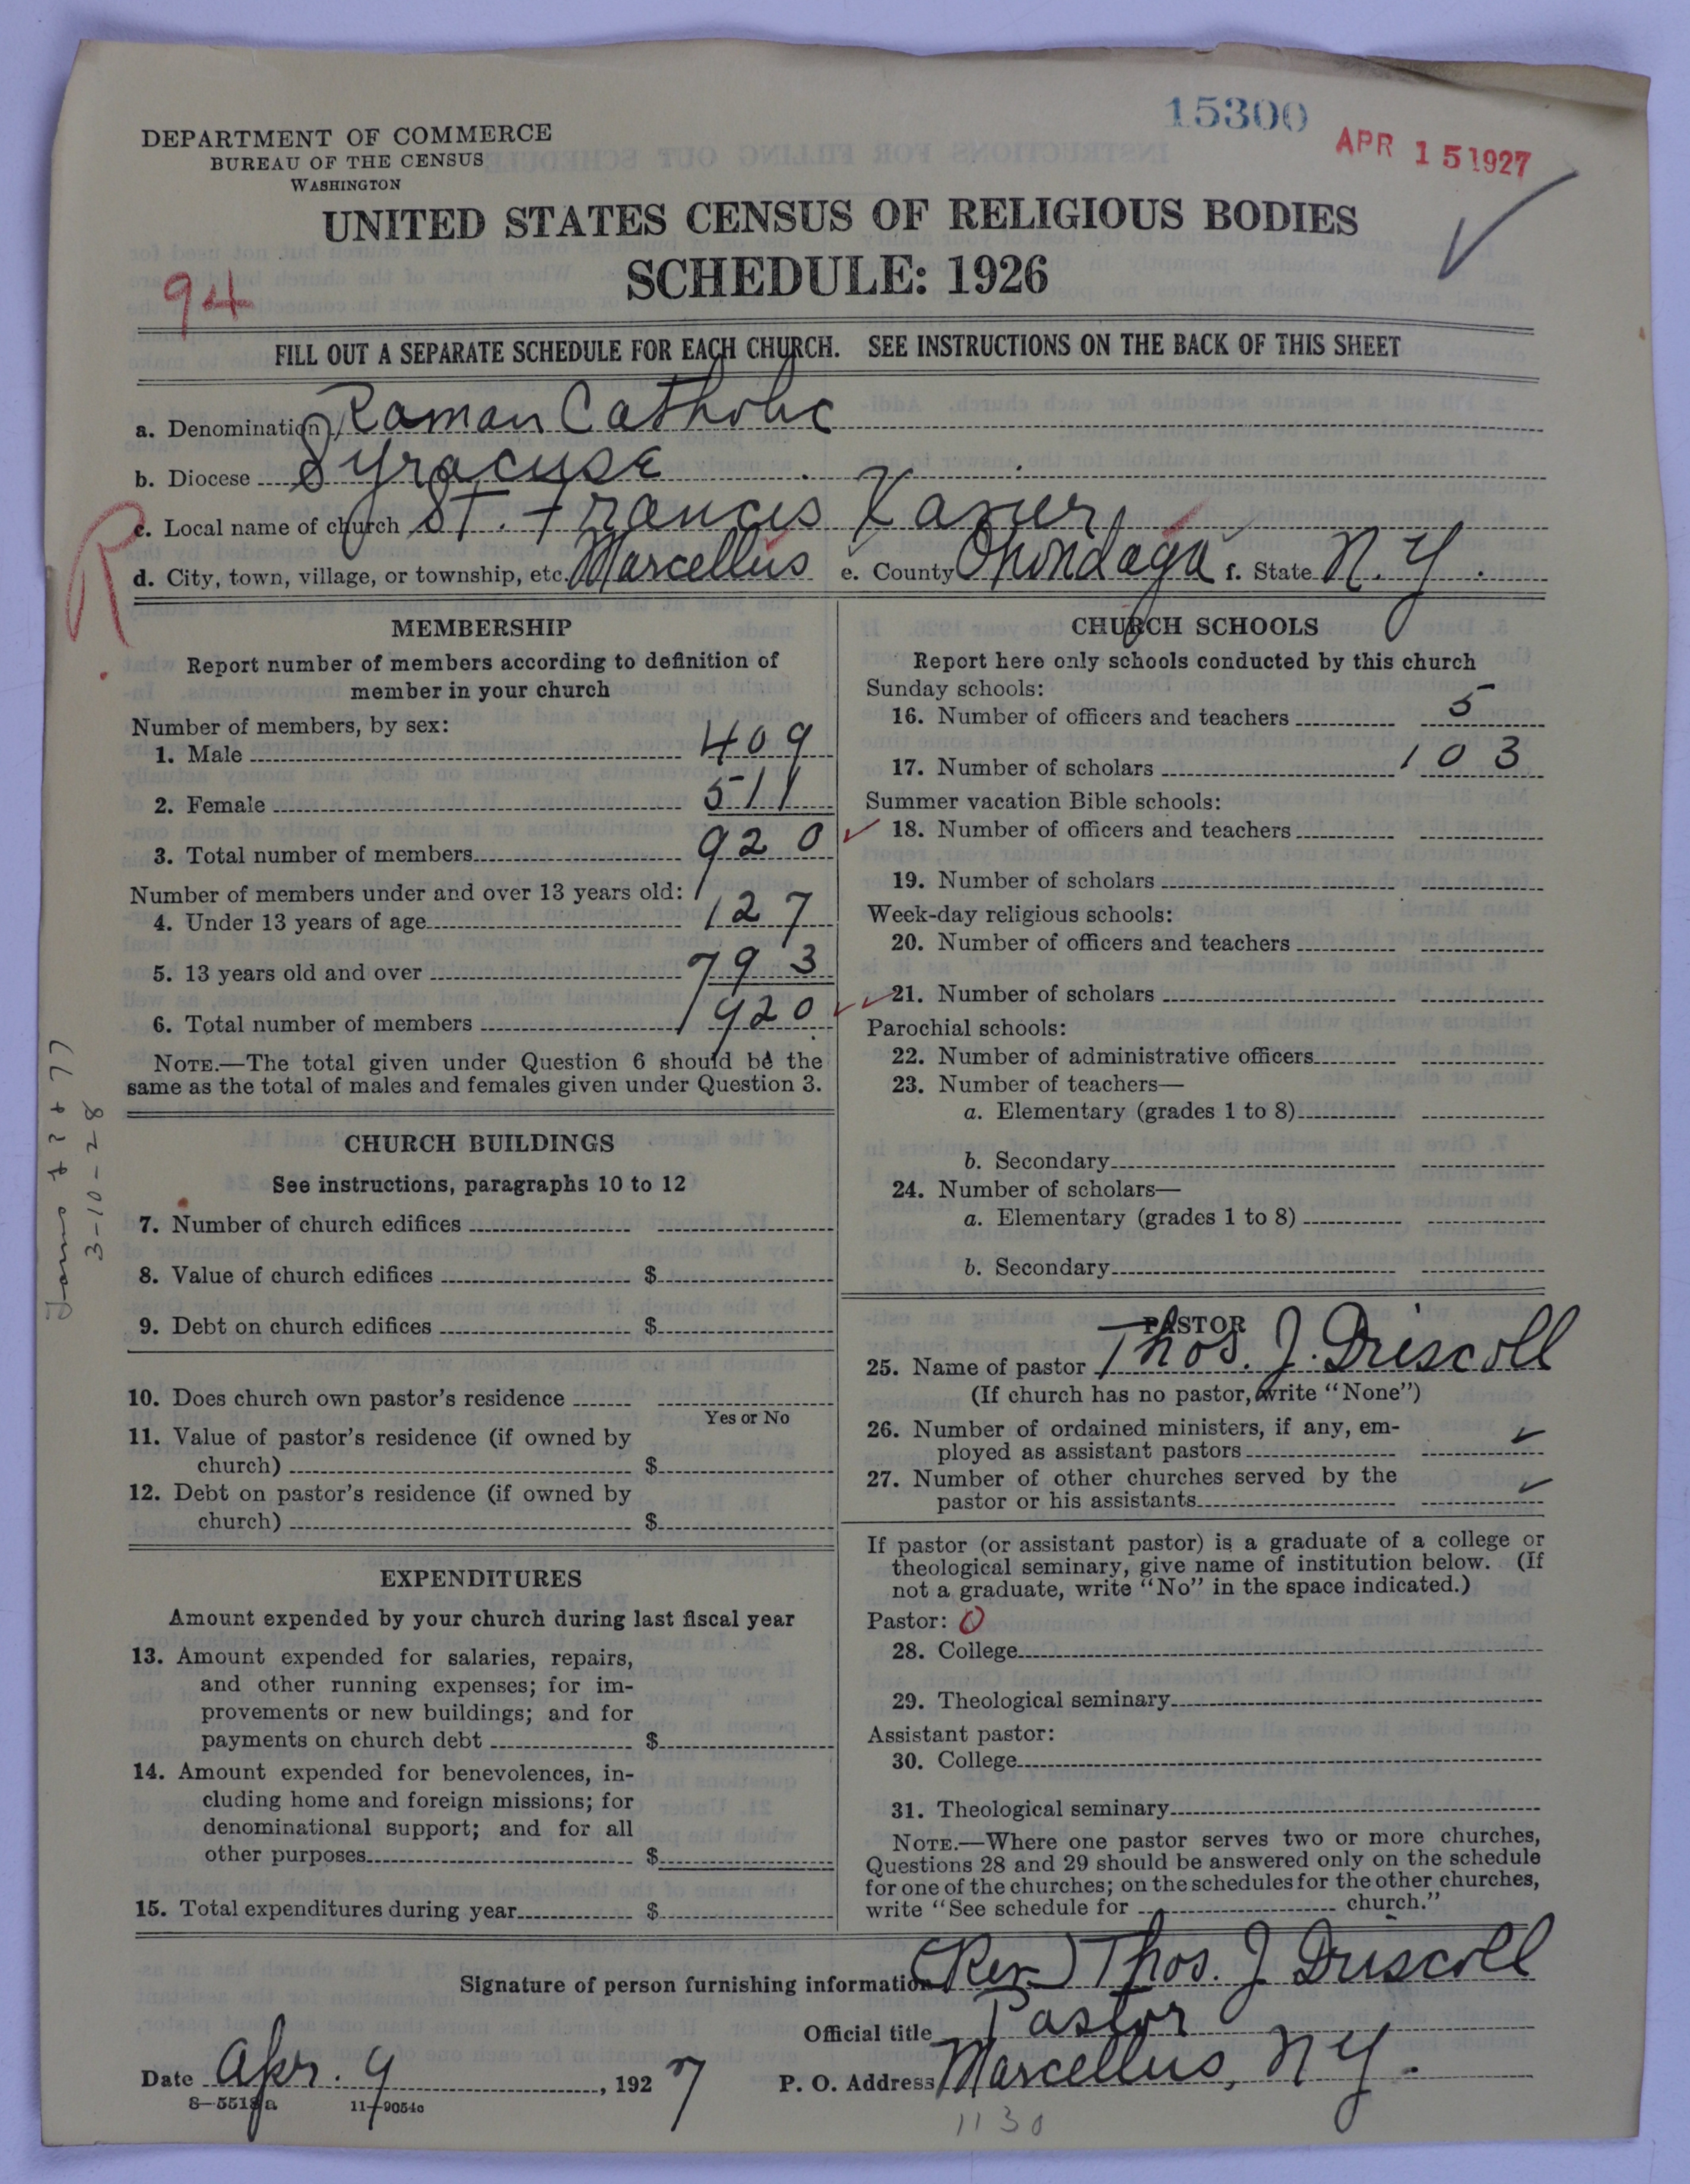 15300
APR 15 1927
DEPARTMENT OF COMMERCE
BUREAU OF THE CENSUS
WASHINGTON
UNITED STATES CENSUS OF RELIGIOUS BODIES
SCHEDULE: 1926
94
FILL OUT A SEPARATE SCHEDULE FOR EACH CHURCH. SEE INSTRUCTIONS ON THE BACK OF THIS SHEET
a. Denomination Roman Catholic
b. Diocese Syracuse
c. Local name of church St. Francis Xavier
R
d. City, town, village, or township, etc. Marcellus e. County Onondaga f. State N.Y.
MEMBERSHIP
Report number of members according to definition of
member in your church
Number of members, by sex:
1. Male 409
2. Female 511
3. Total number of members 920
Number of members under and over 13 years old:
4. Under 13 years of age 127
5. 13 years old and over 793
6. Total number of members 920
NOTE.—The total given under Question 6 should be the
same as the total of males and females given under Question 3.
3-10-28
CHURCH BUILDINGS
See instructions, paragraphs 10 to 12
7. Number of church edifices
8. Value of church edifices $
9. Debt on church edifices $
10. Does church own pastor's residence
Yes or No
11. Value of pastor's residence (if owned by
church) $
12. Debt on pastor's residence (if owned by
church) $
EXPENDITURES
Amount expended by your church during last fiscal year
13. Amount expended for salaries, repairs,
and other running expenses; for im-
provements or new buildings; and for
payments on church debt $
14. Amount expended for benevolences, in-
cluding home and foreign missions; for
denominational support; and for all
other purposes $
15. Total expenditures during year $
CHURCH SCHOOLS
Report here only schools conducted by this church
Sunday schools:
16. Number of officers and teachers 5
17. Number of scholars 103
Summer vacation Bible schools:
18. Number of officers and teachers
19. Number of scholars
Week-day religious schools:
20. Number of officers and teachers
21. Number of scholars
Parochial schools:
22. Number of administrative officers
23. Number of teachers—
a. Elementary (grades 1 to 8)
b. Secondary
24. Number of scholars—
a. Elementary (grades 1 to 8)
b. Secondary
PASTOR
25. Name of pastor Thos. J. Driscoll
(If church has no pastor, write "None")
26. Number of ordained ministers, if any, em-
ployed as assistant pastors
27. Number of other churches served by the
pastor or his assistants
If pastor (or assistant pastor) is a graduate of a college or
theological seminary, give name of institution below. (If
not a graduate, write "No" in the space indicated.)
Pastor: 0
28. College
29. Theological seminary
Assistant pastor:
30. College
31. Theological seminary
NOTE.—Where one pastor serves two or more churches,
Questions 28 and 29 should be answered only on the schedule
for one of the churches; on the schedules for the other churches,
write "See schedule for church."
Signature of person furnishing information (Rev.) Thos. J. Driscoll
Official title Pastor
Date Apr. 9, 1927 P. O. Address Marcellus, N.Y.
8—5518a 11—9054c
1130